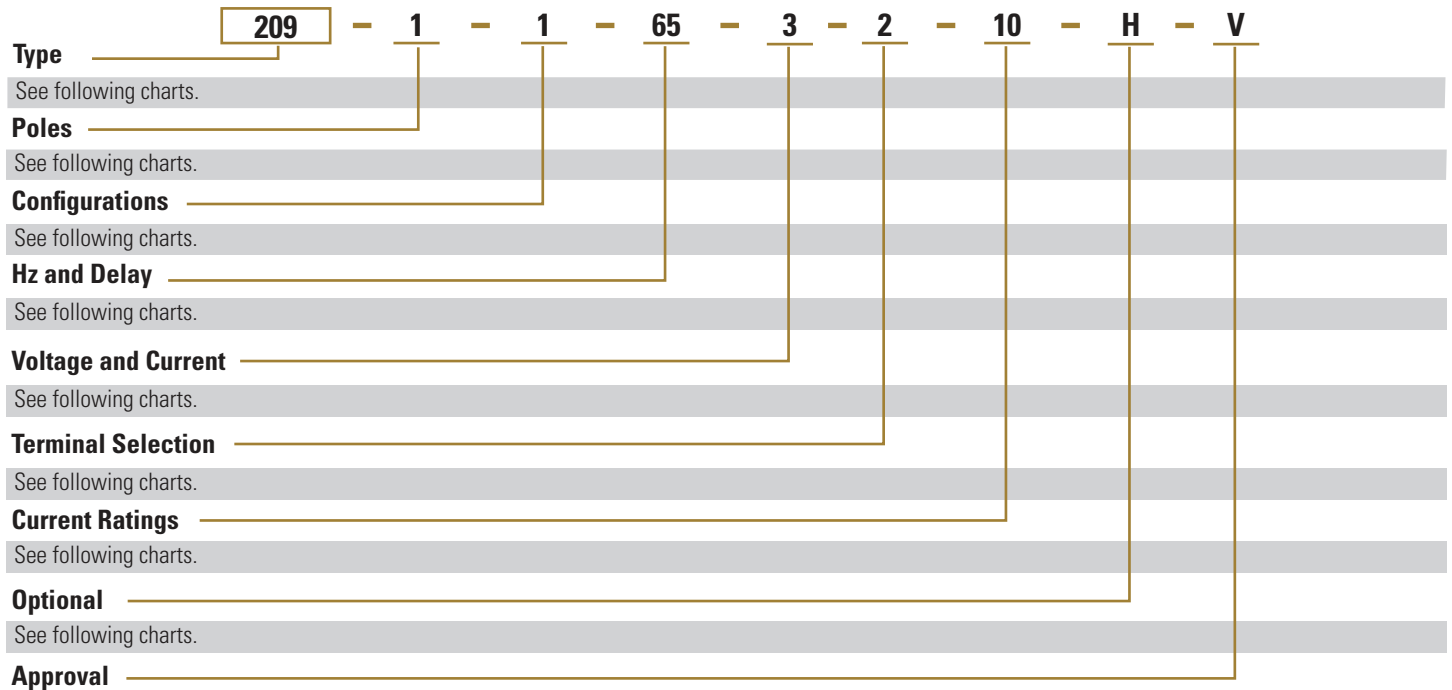 209 – 1 – 1 – 65 – 3 – 2 – 10 – H – V
Type
See following charts.
Poles
See following charts.
Configurations
See following charts.
Hz and Delay
See following charts.
Voltage and Current
See following charts.
Terminal Selection
See following charts.
Current Ratings
See following charts.
Optional
See following charts.
Approval